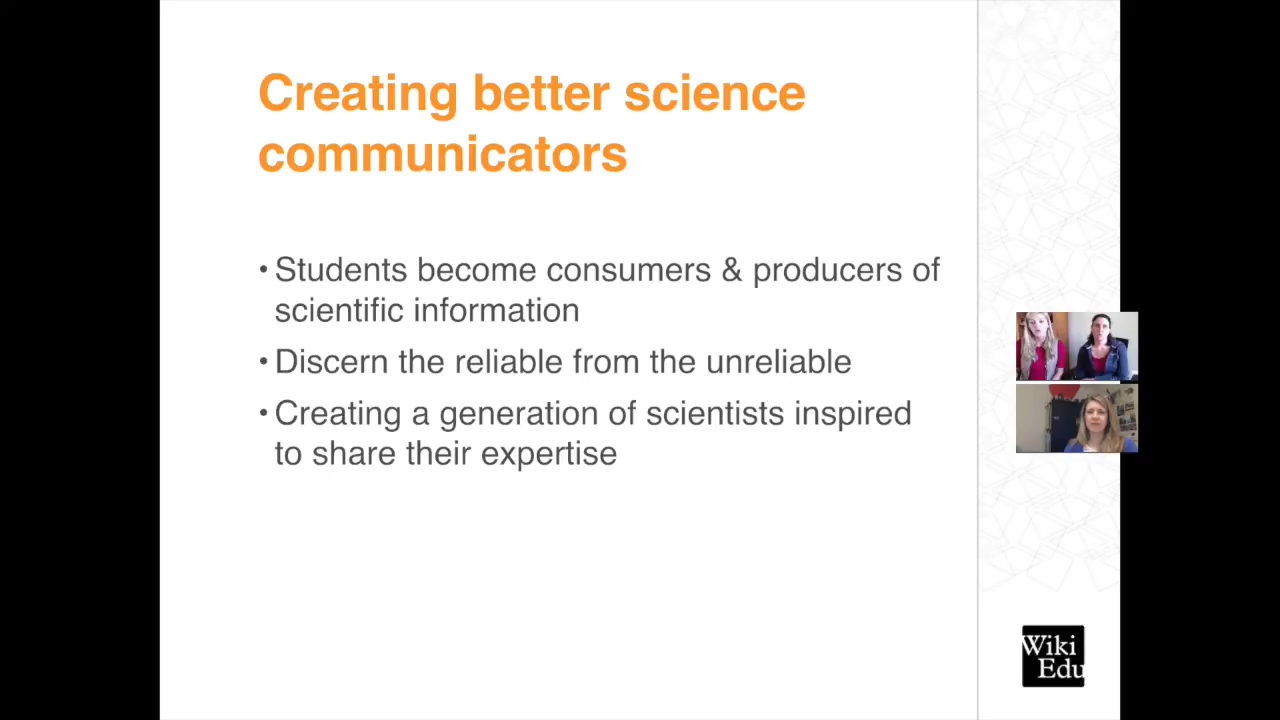 Creating better science
communicators
• Students become consumers & producers of
scientific information
• Discern the reliable from the unreliable
• Creating a generation of scientists inspired
to share their expertise
Wiki
Edu